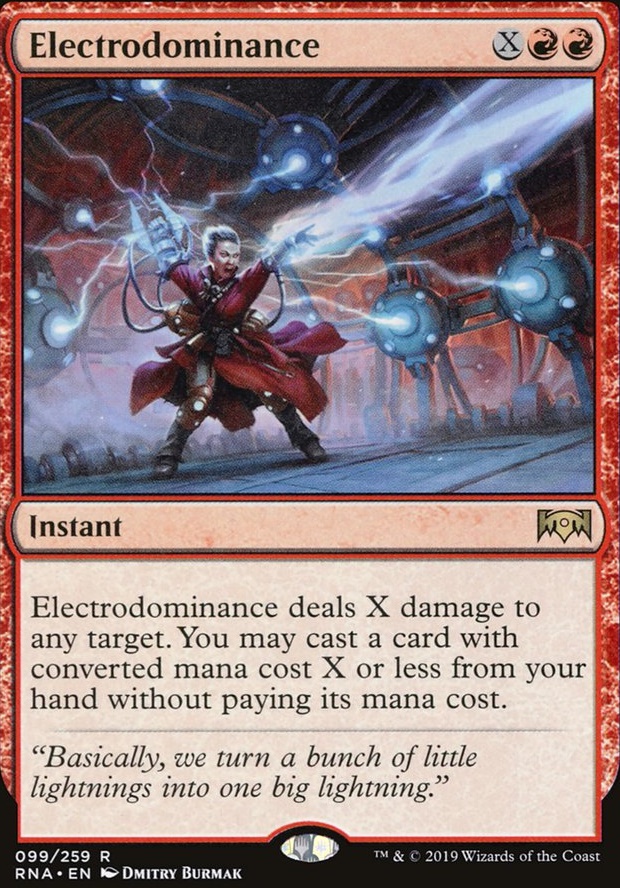 Electrodominance X
Instant
Electrodominance deals X damage to
any target. You may cast a card with
converted mana cost X or less from your
hand without paying its mana cost.
“Basically, we turn a bunch of little
lightnings into one big lightning.”
099/259 R
RNA • EN Dmitry Burmak
™ & © 2019 Wizards of the Coast